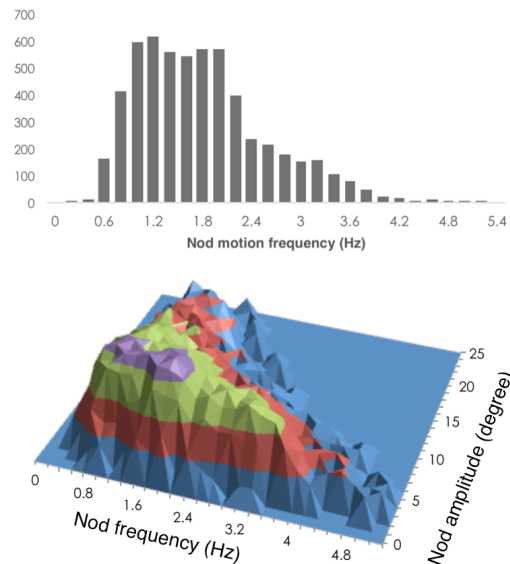 700
600
500
400
300
200
100
0
0 0.6 1.2 1.8 2.4 3 3.6 4.2 4.8 5.4
Nod motion frequency (Hz)
25
20
15
10
5
0
Nod amplitude (degree)
0 0.8 1.6 2.4 3.2 4 4.8
Nod frequency (Hz)